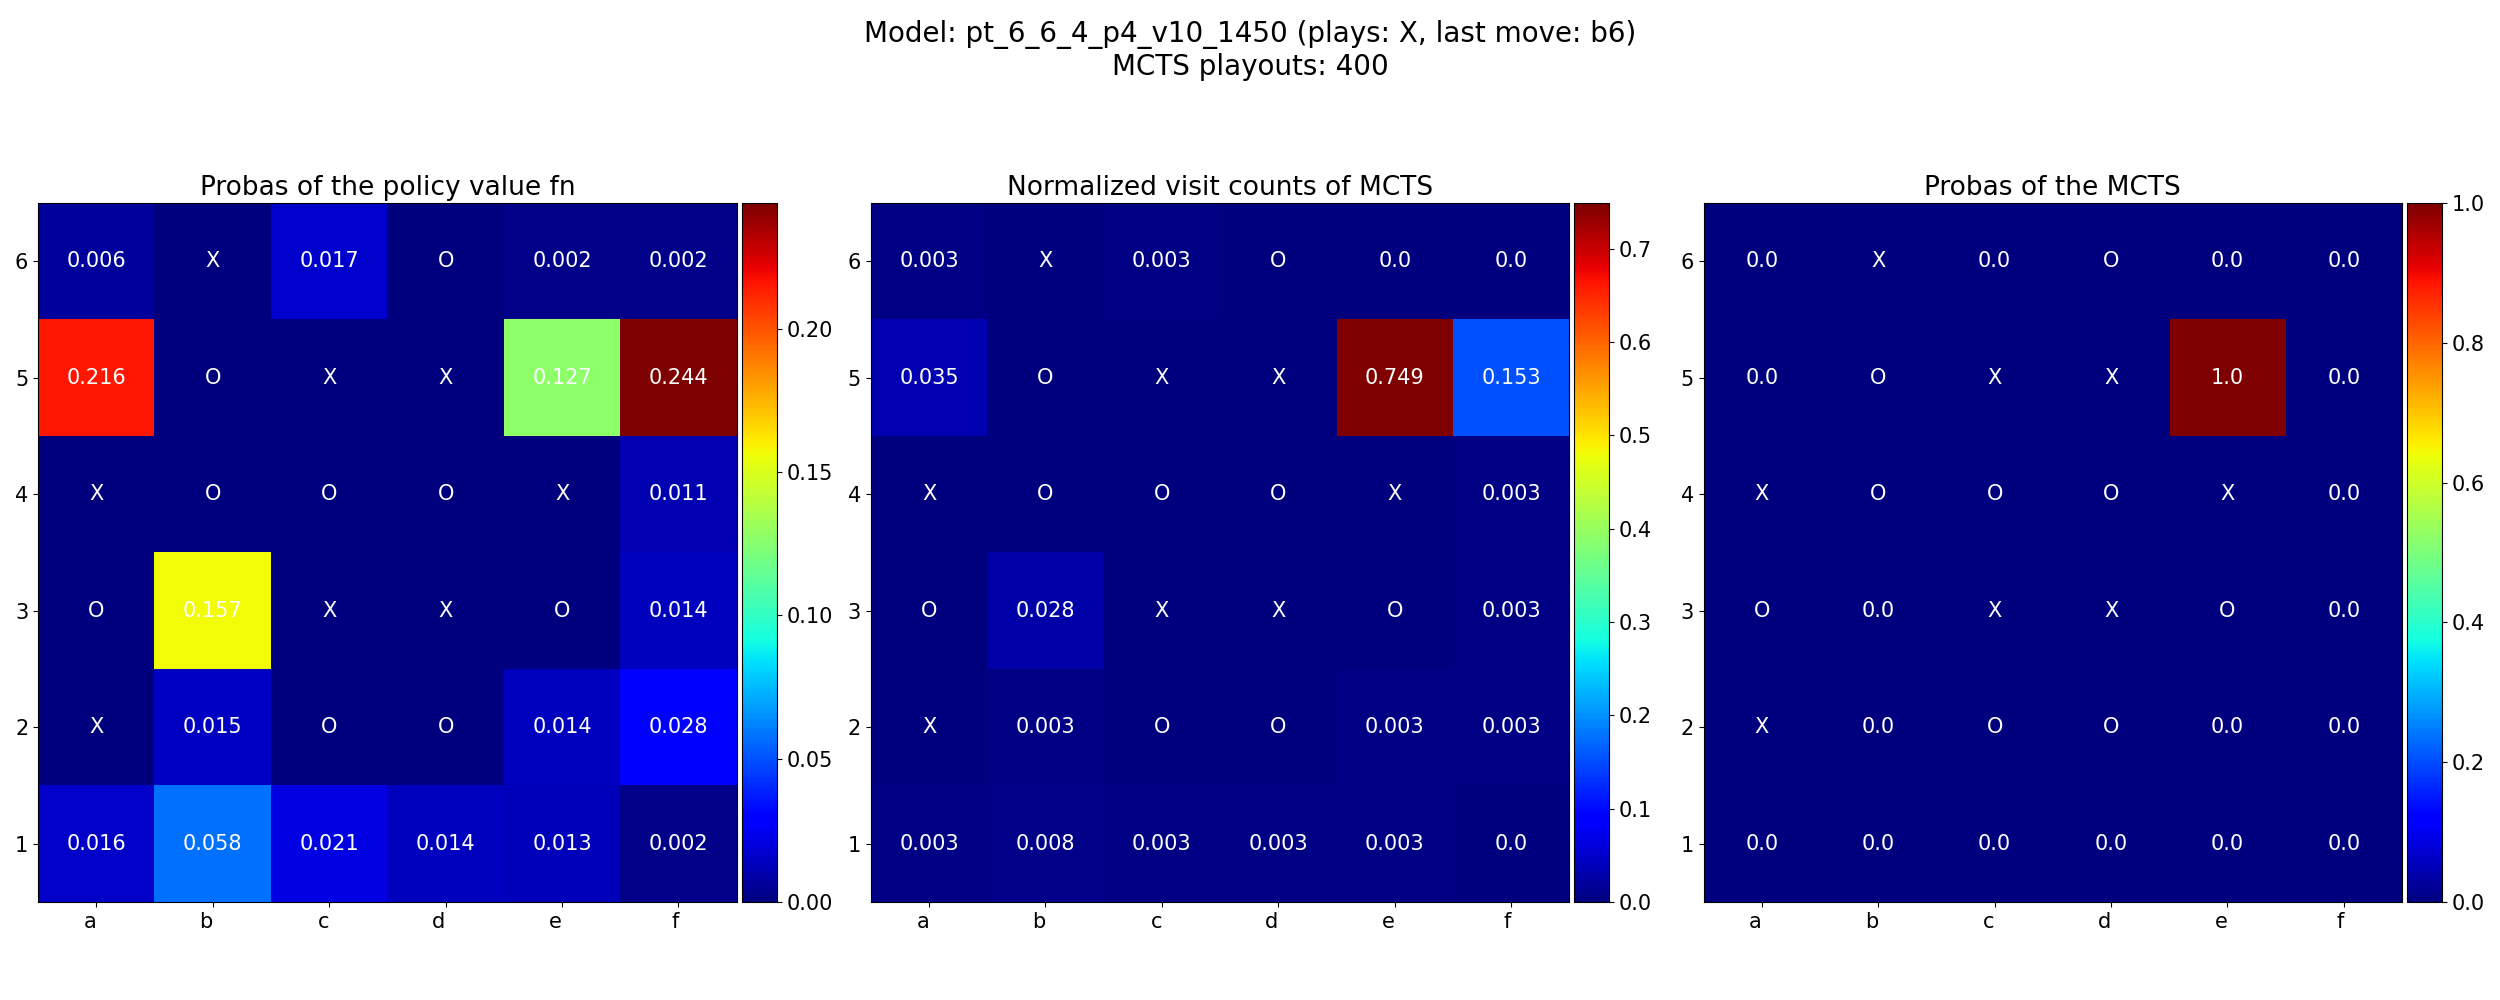 Model: pt_6_6_4_p4_v10_1450 (plays: X, last move: b6)
MCTS playouts: 400
Probas of the policy value fn
6 0.006 X 0.017 O 0.002 0.002
5 0.216 O X X 0.127 0.244
4 X O O O X 0.011
3 O 0.157 X X O 0.014
2 X 0.015 O O 0.014 0.028
1 0.016 0.058 0.021 0.014 0.013 0.002
a b c d e f
0.20
0.15
0.10
0.05
0.00
Normalized visit counts of MCTS
6 0.003 X 0.003 O 0.0 0.0
5 0.035 O X X 0.749 0.153
4 X O O O X 0.003
3 O 0.028 X X O 0.003
2 X 0.003 O O 0.003 0.003
1 0.003 0.008 0.003 0.003 0.003 0.0
a b c d e f
0.7
0.6
0.5
0.4
0.3
0.2
0.1
0.0
Probas of the MCTS
6 0.0 X 0.0 O 0.0 0.0
5 0.0 O X X 1.0 0.0
4 X O O O X 0.0
3 O 0.0 X X O 0.0
2 X 0.0 O O 0.0 0.0
1 0.0 0.0 0.0 0.0 0.0 0.0
a b c d e f
1.0
0.8
0.6
0.4
0.2
0.0